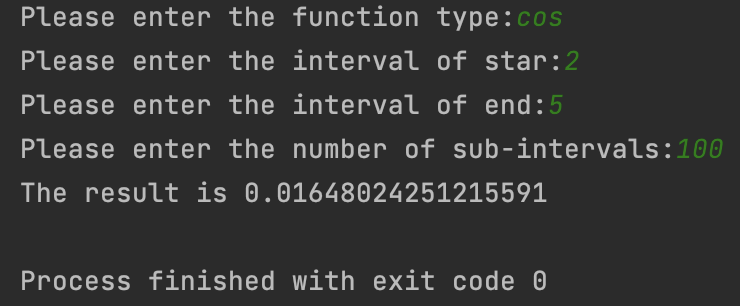 Please enter the function type:cos
Please enter the interval of star:2
Please enter the interval of end:5
Please enter the number of sub-intervals:100
The result is 0.01648024251215591
Process finished with exit code 0